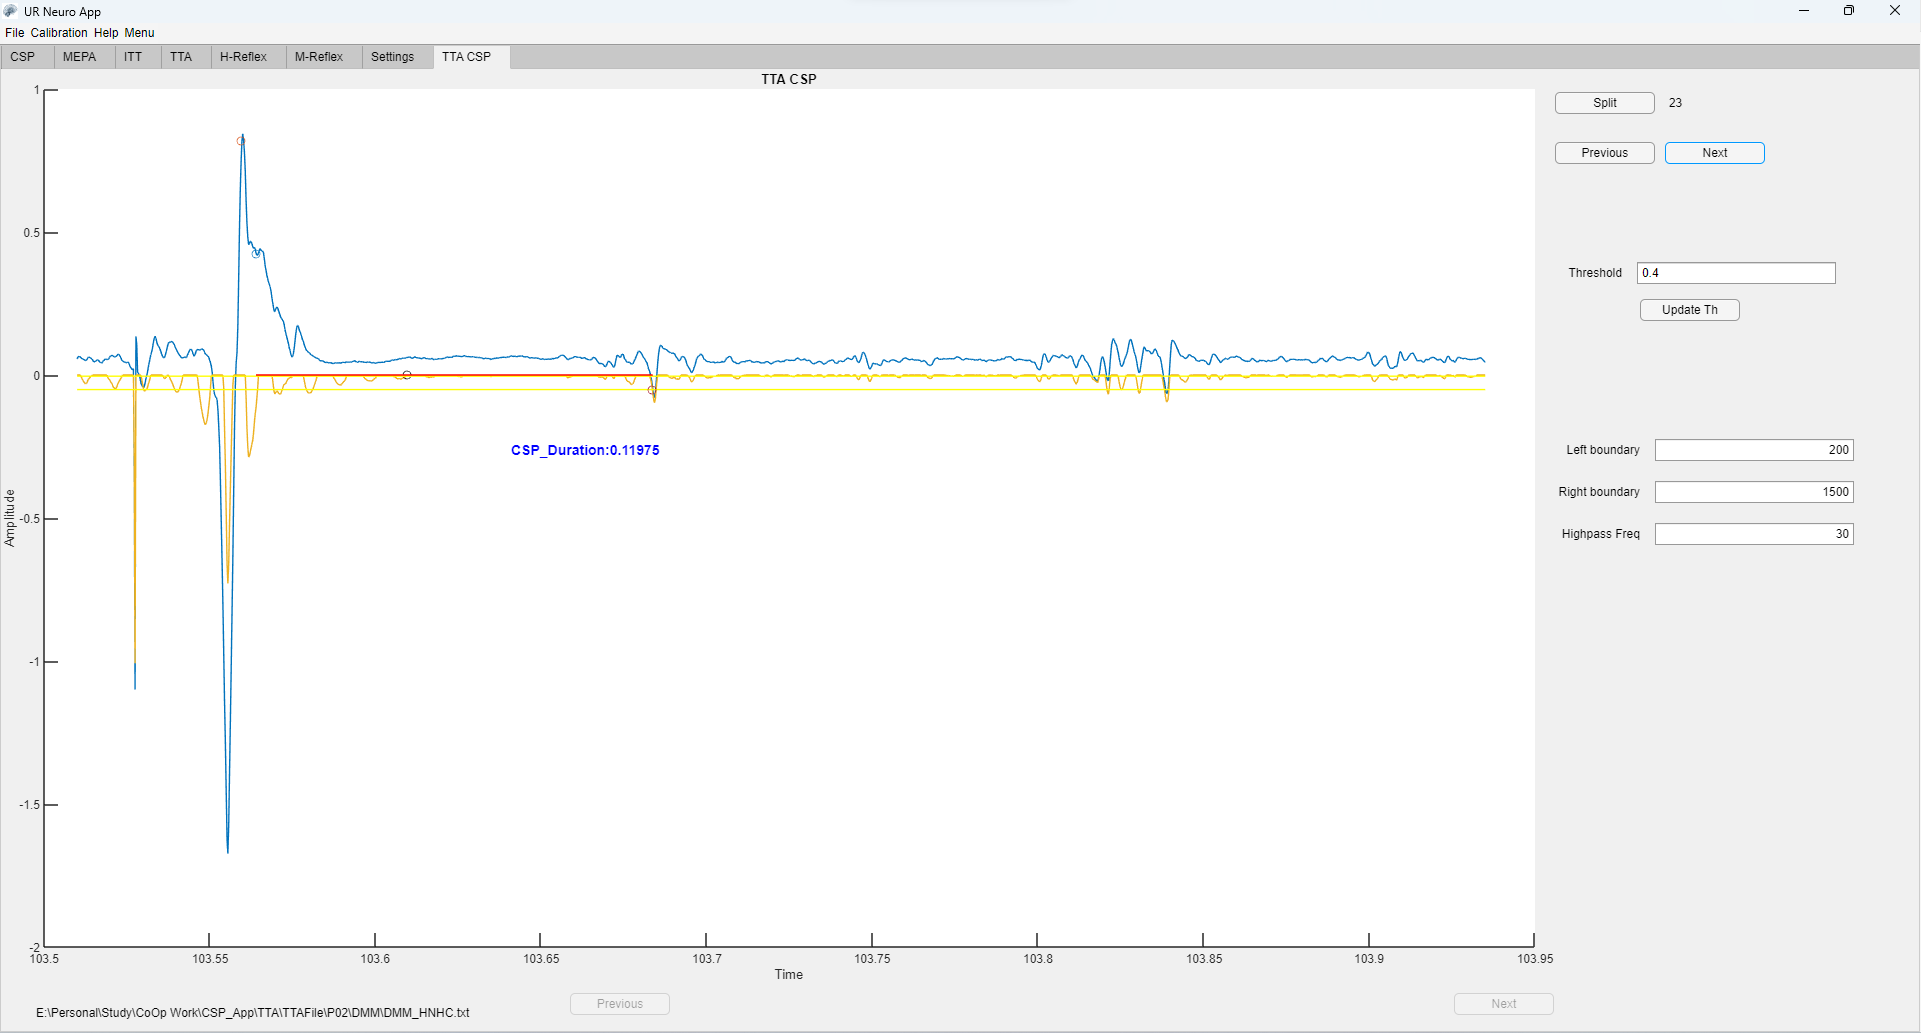 UR Neuro App
File Calibration Help Menu
CSP MEPA ITT TTA H-Reflex M-Reflex Settings TTA CSP
TTA CSP
1
0.5
0
-0.5
-1
-1.5
-2
Amplitude
CSP_Duration:0.11975
103.5 103.55 103.6 103.65 103.7 103.75 103.8 103.85 103.9 103.95
Time
Split 23
Previous Next
Threshold 0.4
Update Th
Left boundary 200
Right boundary 1500
Highpass Freq 30
Previous Next
E:\Personal\Study\CoOp Work\CSP_App\TTA\TTAFile\P02\DMM\DMM_HNHC.txt